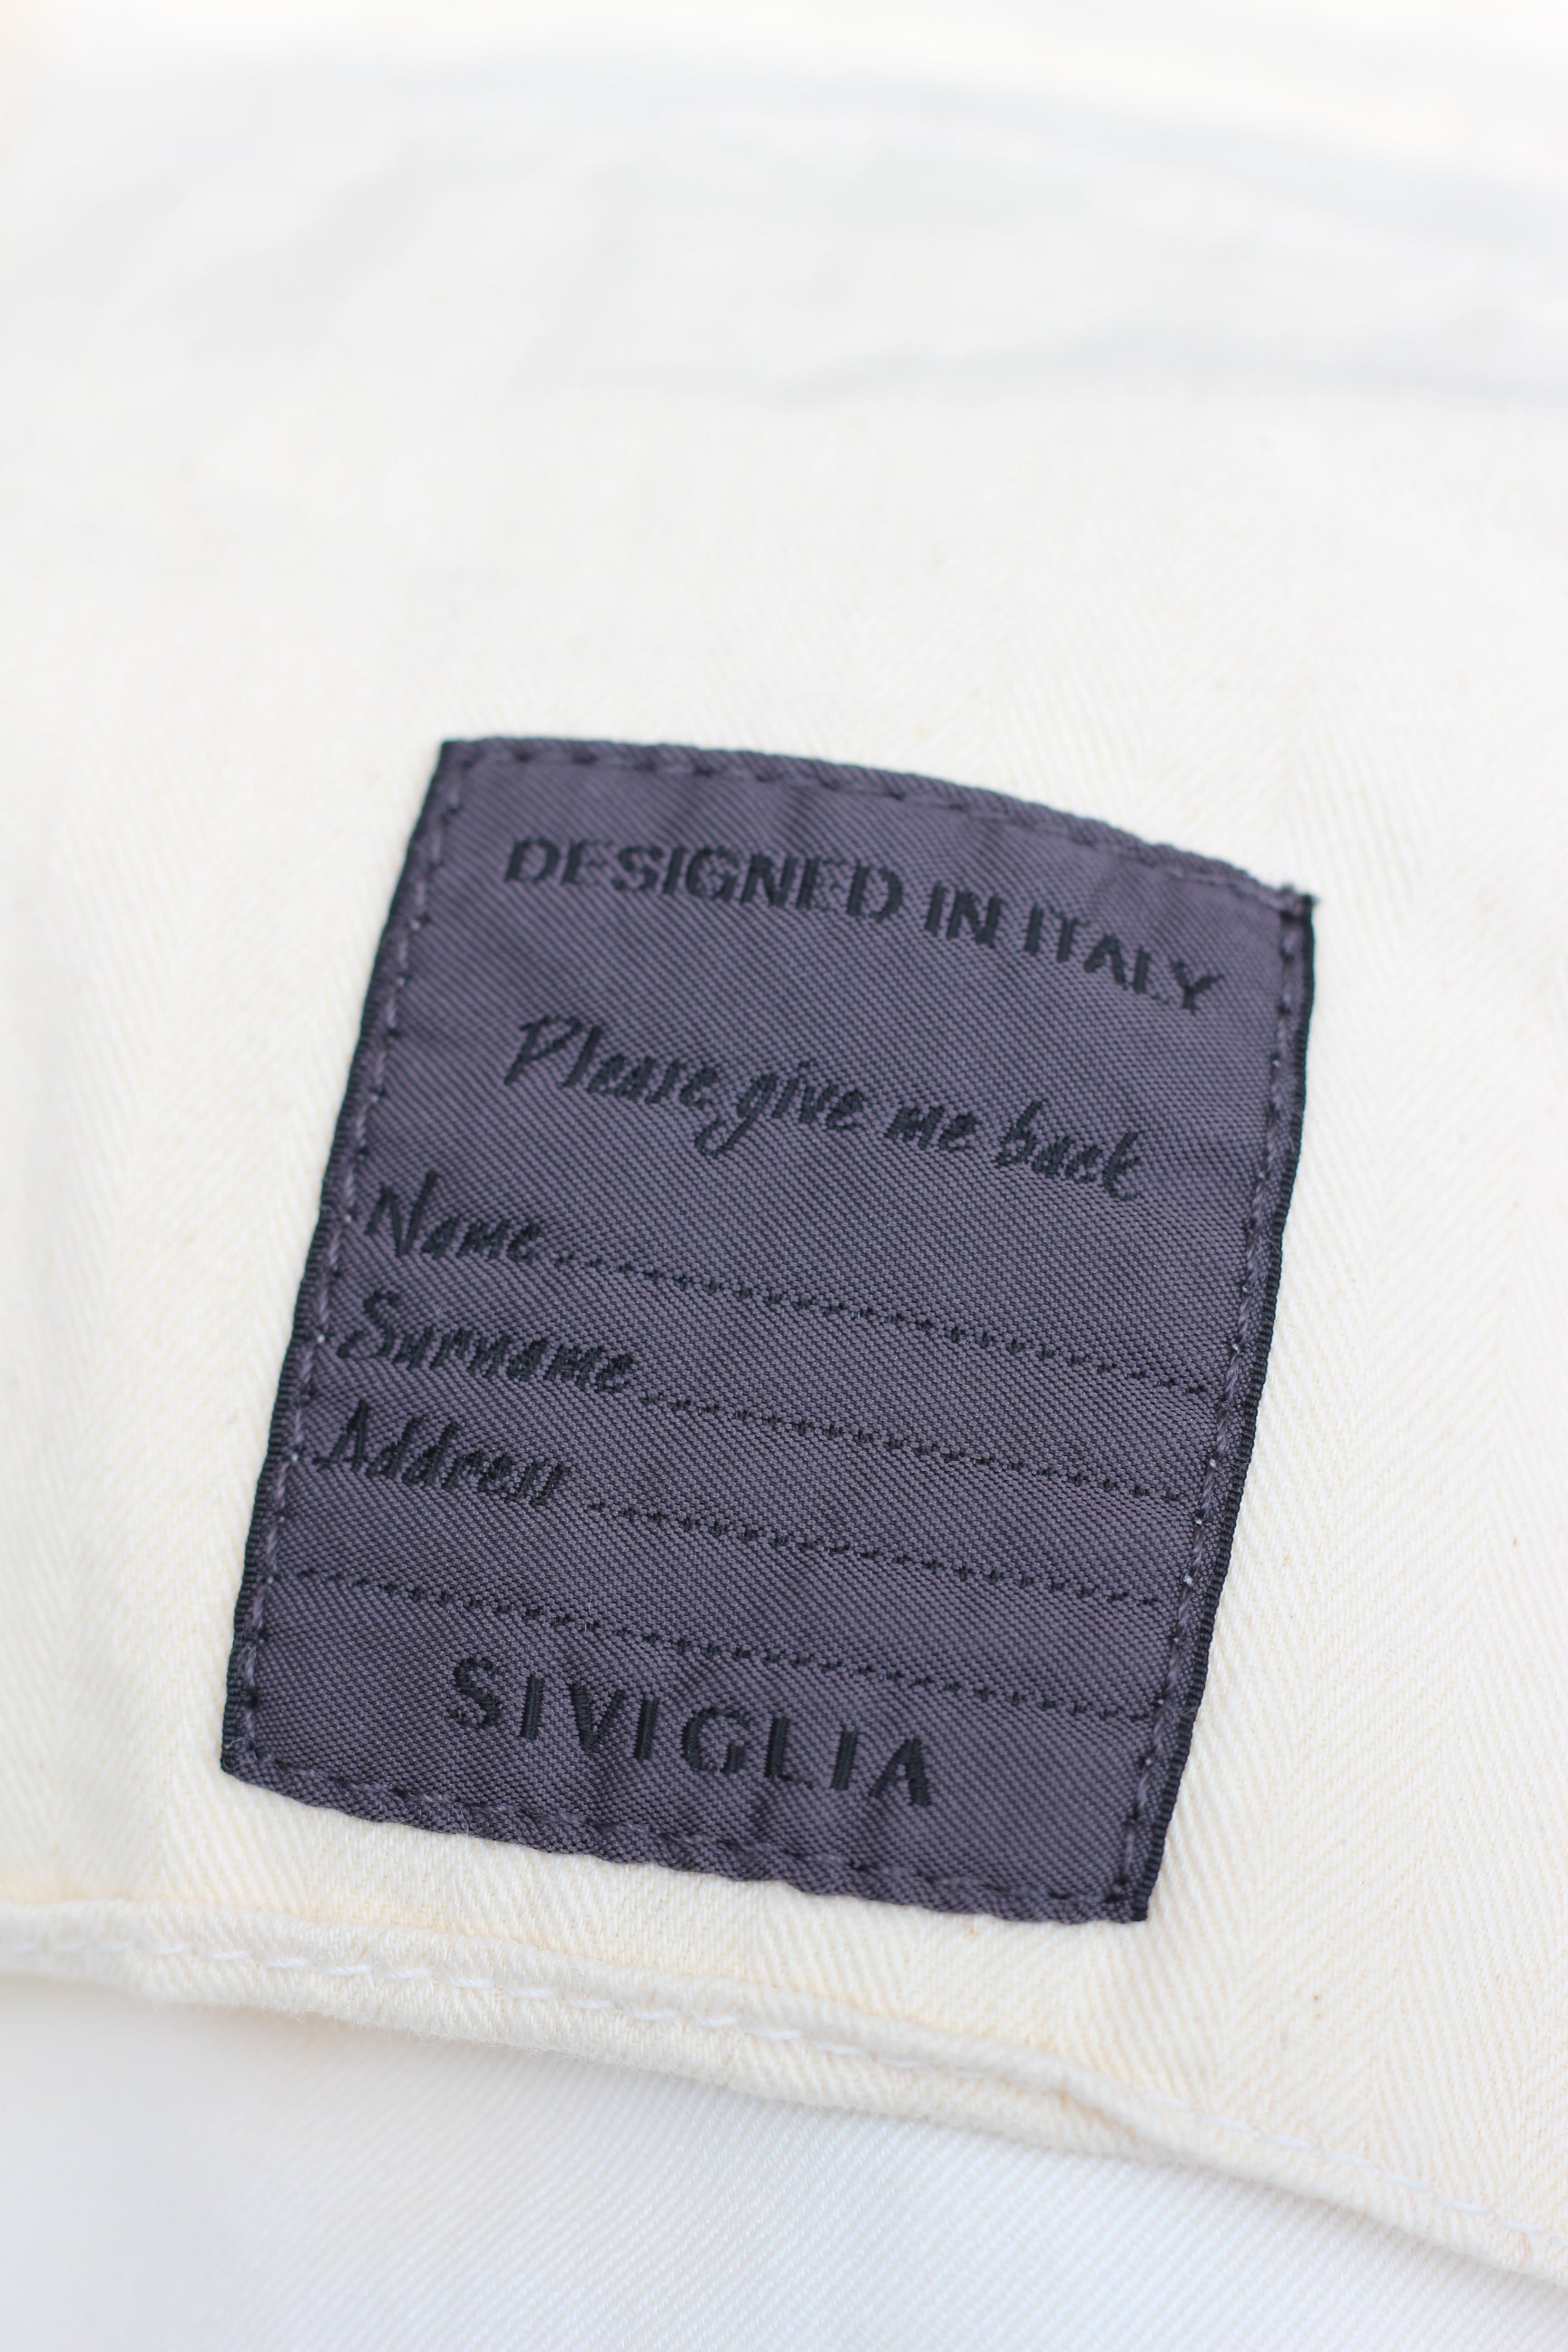 DESIGNED IN ITALY
Please give me back
Name..............................
Surname..............................
Address..............................
..............................
SIVIGLIA